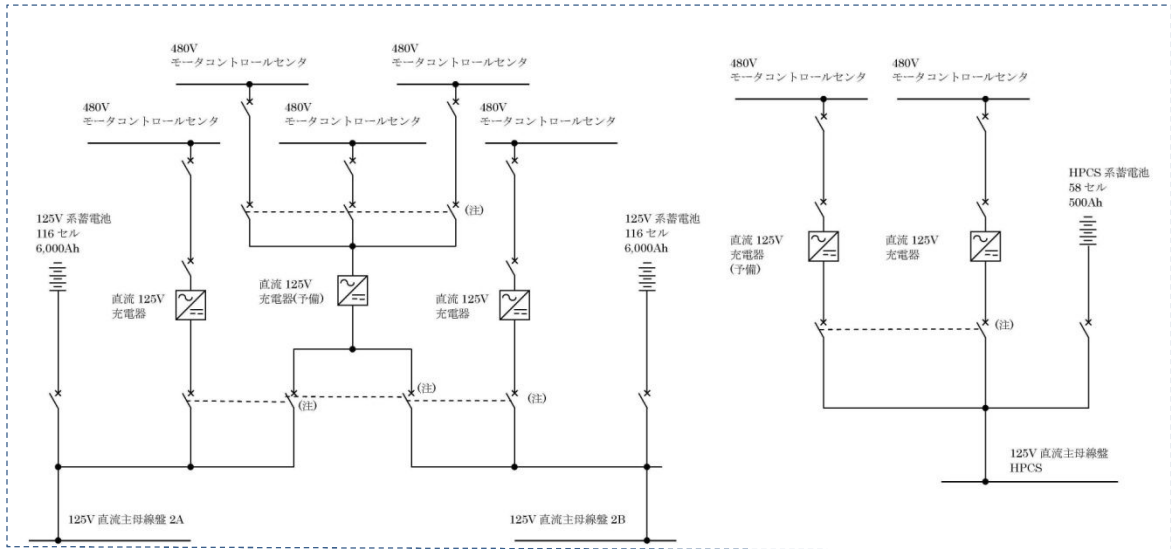 480V
モータコントロールセンタ
480V
モータコントロールセンタ
480V
モータコントロールセンタ
480V
モータコントロールセンタ
480V
モータコントロールセンタ
(注)
125V 系蓄電池
116 セル
6,000Ah
直流 125V
充電器
直流 125V
充電器(予備)
直流 125V
充電器
125V 系蓄電池
116 セル
6,000Ah
(注)
(注)
(注)
125V 直流主母線盤 2A
125V 直流主母線盤 2B
480V
モータコントロールセンタ
480V
モータコントロールセンタ
HPCS 系蓄電池
58 セル
500Ah
直流 125V
充電器
(予備)
直流 125V
充電器
(注)
125V 直流主母線盤
HPCS